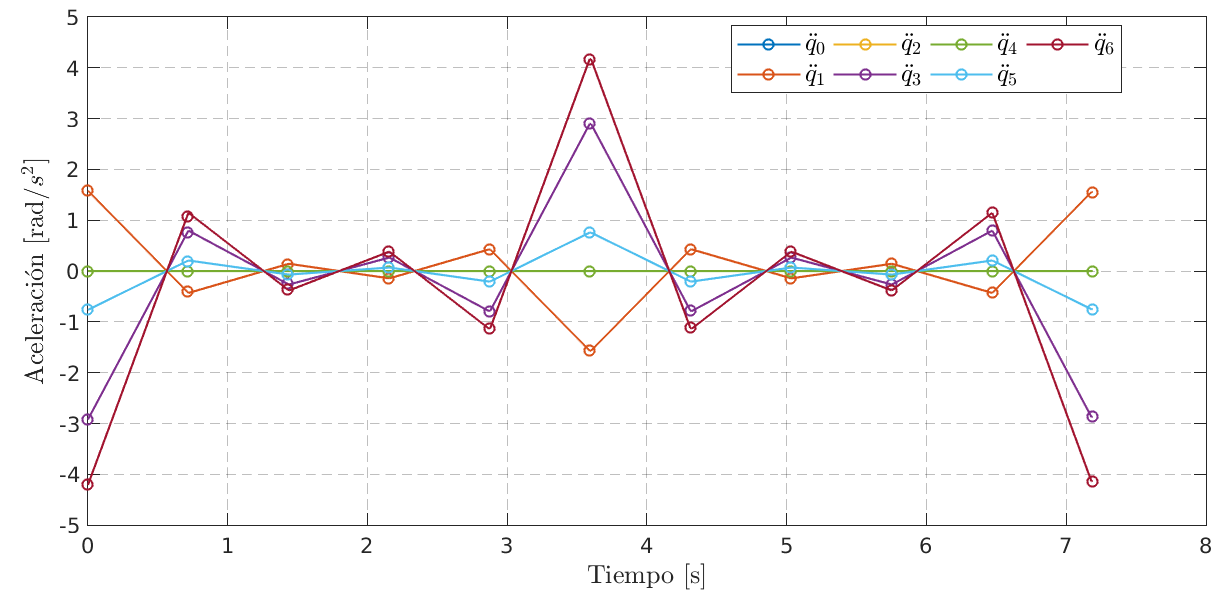 5
4
3
2
1
0
-1
-2
-3
-4
-5
Aceleración [rad/s²]
q̈₀ q̈₂ q̈₄ q̈₆
q̈₁ q̈₃ q̈₅
0 1 2 3 4 5 6 7 8
Tiempo [s]